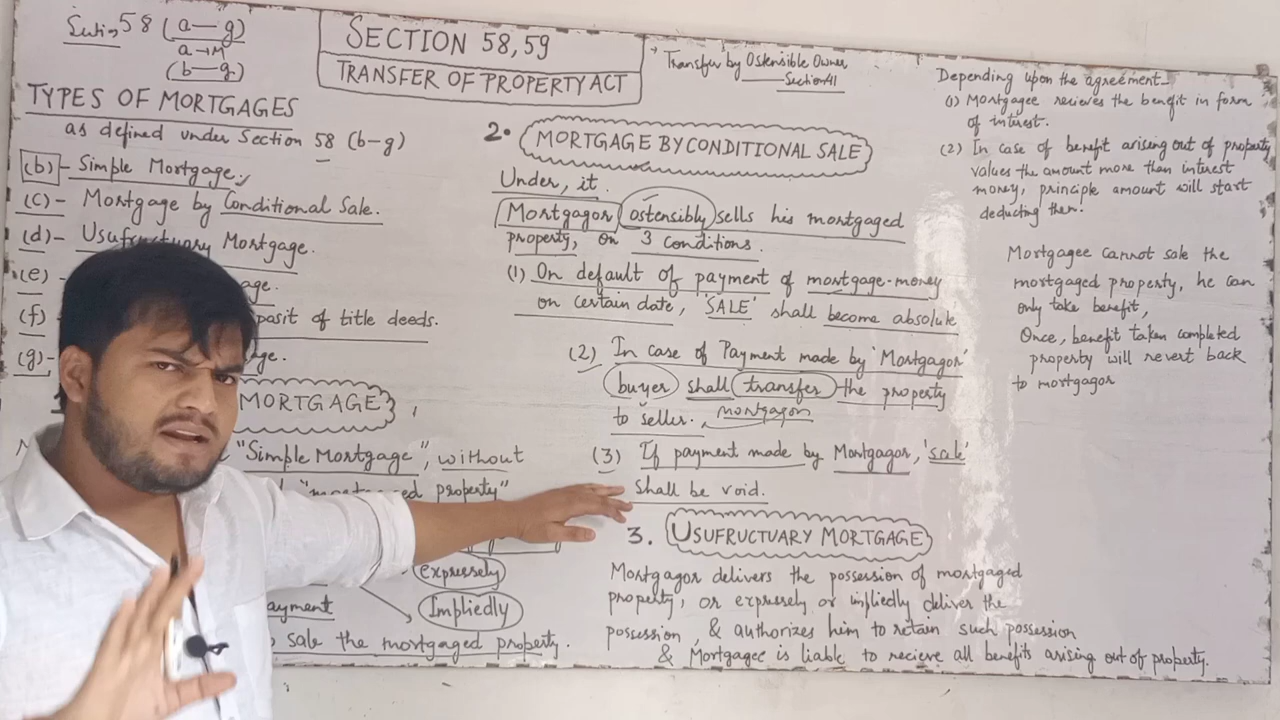 Section 58 (a–g)
a→M
(b–g)
SECTION 58,59
TRANSFER OF PROPERTY ACT
Transfer by Ostensible Owner
Section 41
TYPES OF MORTGAGES
as defined under Section 58 (b-g)
(b)- Simple Mortgage.
(c)- Mortgage by Conditional Sale.
(d)- Usufructuary Mortgage.
(e)
(f) posit of title deeds.
(g)-
MORTGAGE
"Simple Mortgage", without
property"
expressely
Impliedly
ayment
sale the mortgaged property.
2. MORTGAGE BY CONDITIONAL SALE
Under, it.
Mortgagor ostensibly sells his mortgaged
property, on 3 conditions.
(1) On default of payment of mortgage-money
on certain date, 'SALE' shall become absolute
(2) In case of Payment made by 'Mortgagor'
buyer shall transfer the property
to seller. mortgagor
(3) If payment made by Mortgagor, 'sale'
shall be void.
3. USUFRUCTUARY MORTGAGE
Mortgagor delivers the possession of mortgaged
property, or expressely or impliedly deliver the
possession, & authorizes him to retain such possession
& Mortgagee is liable to recieve all benefits arising out of property.
Depending upon the agreement-
(1) Mortgagee recieves the benefit in form
of interest.
(2) In case of benefit arising out of property
values the amount more than interest
money, principle amount will start
deducting then.
Mortgagee cannot sale the
mortgaged property, he can
only take benefit,
Once, benefit taken completed
property will revert back
to mortgagor